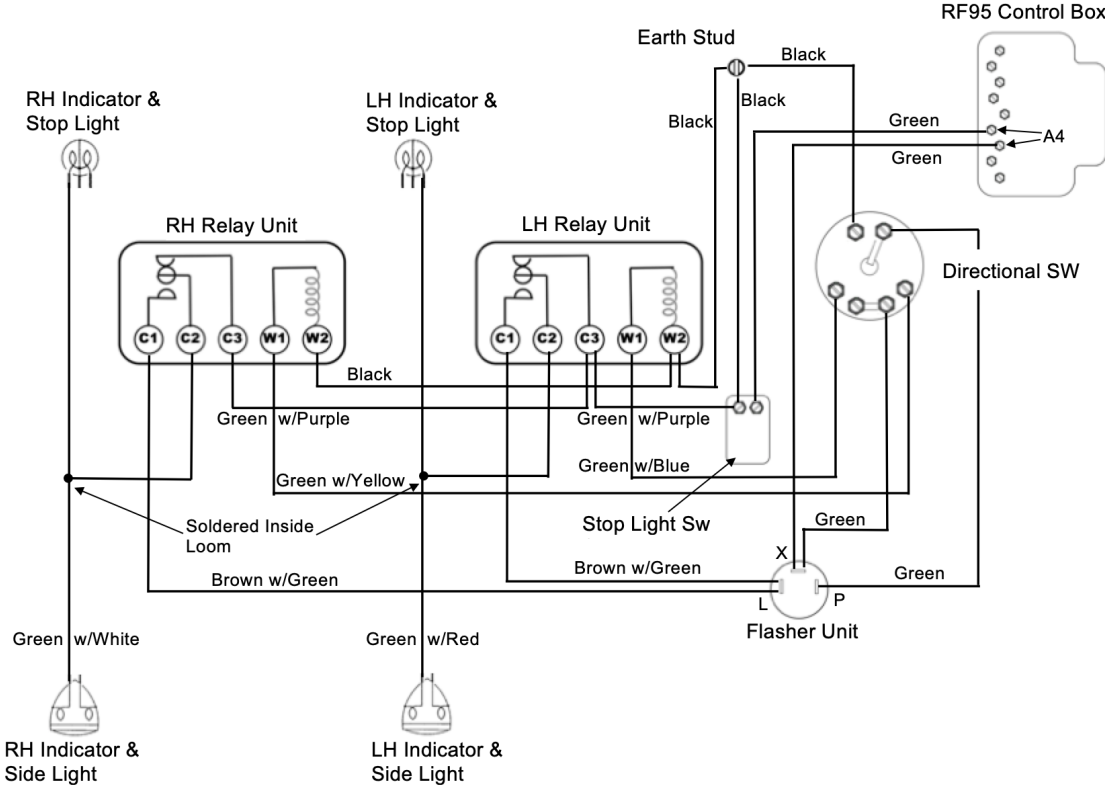 RF95 Control Box
Earth Stud
Black
RH Indicator &
Stop Light
LH Indicator &
Stop Light
Black
Black
Green
A4
Green
RH Relay Unit
LH Relay Unit
Directional SW
C1 C2 C3 W1 W2
C1 C2 C3 W1 W2
Black
Green w/Purple
Green w/Purple
Green w/Blue
Green w/Yellow
Soldered Inside
Loom
Stop Light Sw
Green
X
Brown w/Green
Brown w/Green
Green
L
P
Flasher Unit
Green w/White
Green w/Red
RH Indicator &
Side Light
LH Indicator &
Side Light